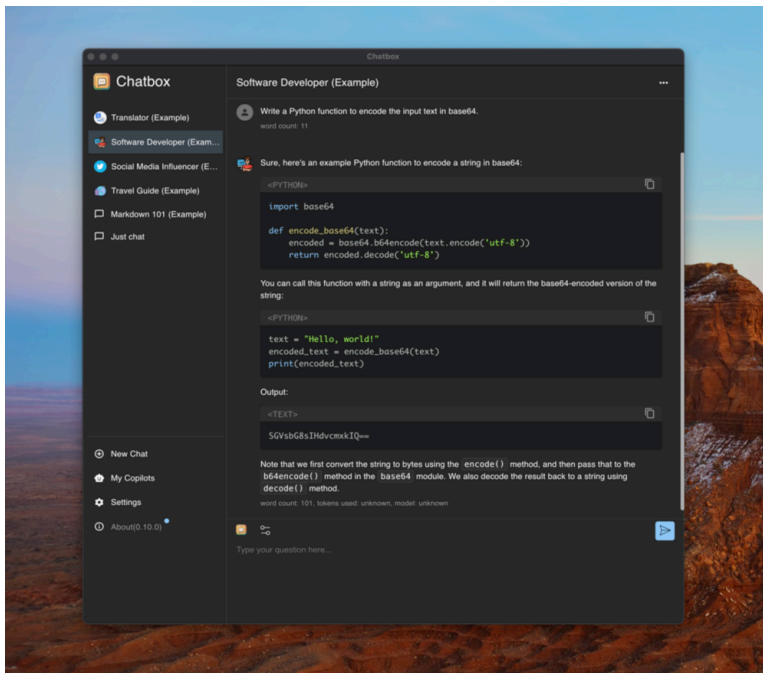 Chatbox
Chatbox
Translator (Example)
Software Developer (Exam...
Social Media Influencer (E...
Travel Guide (Example)
Markdown 101 (Example)
Just chat
New Chat
My Copilots
Settings
About(0.10.0)
Software Developer (Example)
Write a Python function to encode the input text in base64.
word count: 11
Sure, here's an example Python function to encode a string in base64:
<PYTHON>
import base64
def encode_base64(text):
encoded = base64.b64encode(text.encode('utf-8'))
return encoded.decode('utf-8')
You can call this function with a string as an argument, and it will return the base64-encoded version of the
string:
<PYTHON>
text = "Hello, world!"
encoded_text = encode_base64(text)
print(encoded_text)
Output:
<TEXT>
SGVsbG8sIHdvcmxkIQ==
Note that we first convert the string to bytes using the encode() method, and then pass that to the
b64encode() method in the base64 module. We also decode the result back to a string using
decode() method.
word count: 101, tokens used: unknown, model: unknown
Type your question here...